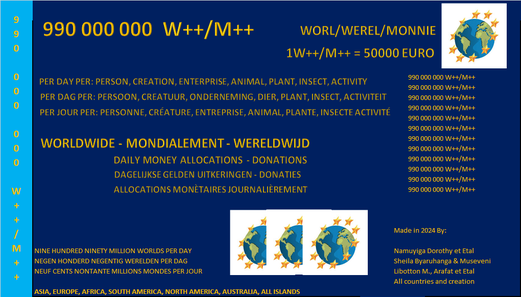 9
9
0
0
0
0
0
0
0
W
+
+
/
M
+
+
990 000 000 W++/M++
WORL/WEREL/MONNIE
1W++/M++ = 50000 EURO
PER DAY PER: PERSON, CREATION, ENTERPRISE, ANIMAL, PLANT, INSECT, ACTIVITY
PER DAG PER: PERSOON, CREATUUR, ONDERNEMING, DIER, PLANT, INSECT, ACTIVITEIT
PER JOUR PER: PERSONNE, CRÉATURE, ENTREPRISE, ANIMAL, PLANTE, INSECTE ACTIVITÉ
990 000 000 W++/M++
990 000 000 W++/M++
990 000 000 W++/M++
990 000 000 W++/M++
990 000 000 W++/M++
990 000 000 W++/M++
990 000 000 W++/M++
990 000 000 W++/M++
990 000 000 W++/M++
990 000 000 W++/M++
990 000 000 W++/M++
990 000 000 W++/M++
WORLDWIDE - MONDIALEMENT - WERELDWIJD
DAILY MONEY ALLOCATIONS - DONATIONS
DAGELIJKSE GELDEN UITKERINGEN - DONATIES
ALLOCATIONS MONÈTAIRES JOURNALIÈREMENT
NINE HUNDRED NINETY MILLION WORLDS PER DAY
NEGEN HONDERD NEGENTIG WERELDEN PER DAG
NEUF CENTS NONTANTE MILLIONS MONDES PER JOUR
Made in 2024 By:
Namuyiga Dorothy et Etal
Sheila Byaruhanga & Museveni
Libotton M., Arafat et Etal
All countries and creation
ASIA, EUROPE, AFRICA, SOUTH AMERICA, NORTH AMERICA, AUSTRALIA, ALL ISLANDS